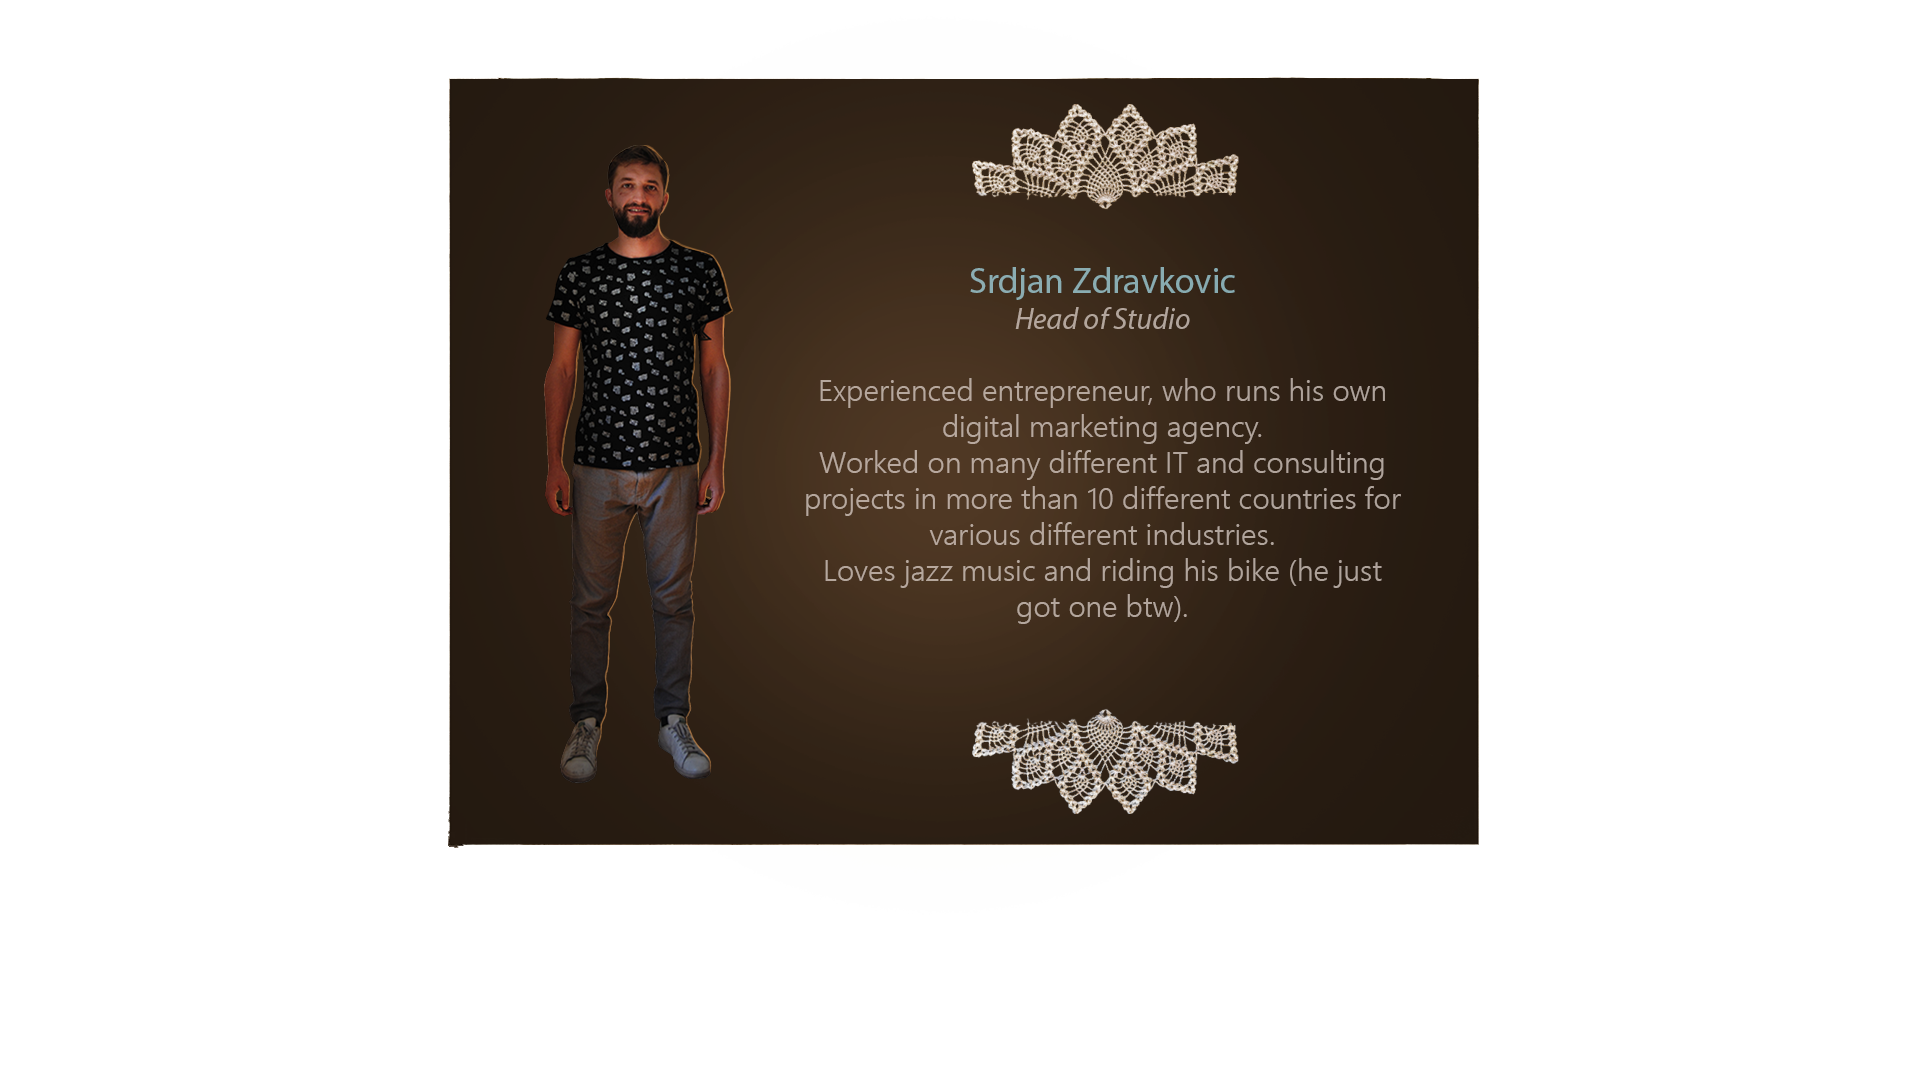 Srdjan Zdravkovic
Head of Studio
Experienced entrepreneur, who runs his own
digital marketing agency.
Worked on many different IT and consulting
projects in more than 10 different countries for
various different industries.
Loves jazz music and riding his bike (he just
got one btw).